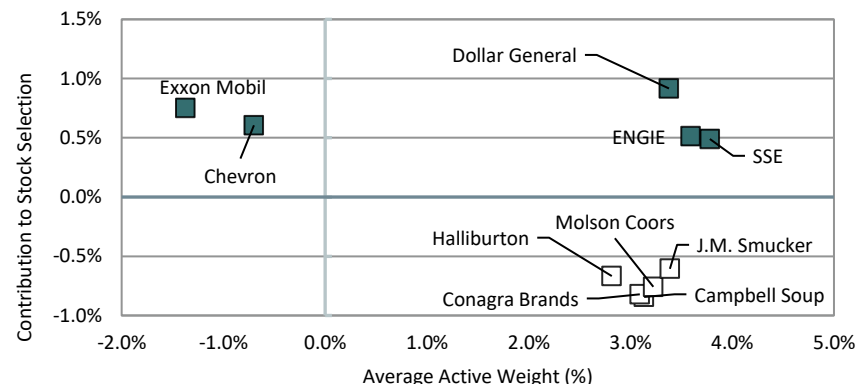 Contribution to Stock Selection
1.5%
1.0%
0.5%
0.0%
-0.5%
-1.0%
Dollar General
Exxon Mobil
Chevron
ENGIE
SSE
Molson Coors
Halliburton
J.M. Smucker
Conagra Brands
Campbell Soup
-2.0% -1.0% 0.0% 1.0% 2.0% 3.0% 4.0% 5.0%
Average Active Weight (%)